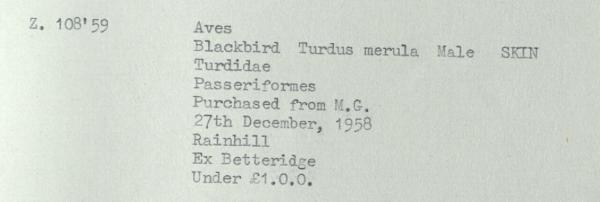 Z. 108'59 Aves
Blackbird Turdus merula Male SKIN
Turdidae
Passeriformes
Purchased from M.G.
27th December, 1958
Rainhill
Ex Betteridge
Under £1.0.0.